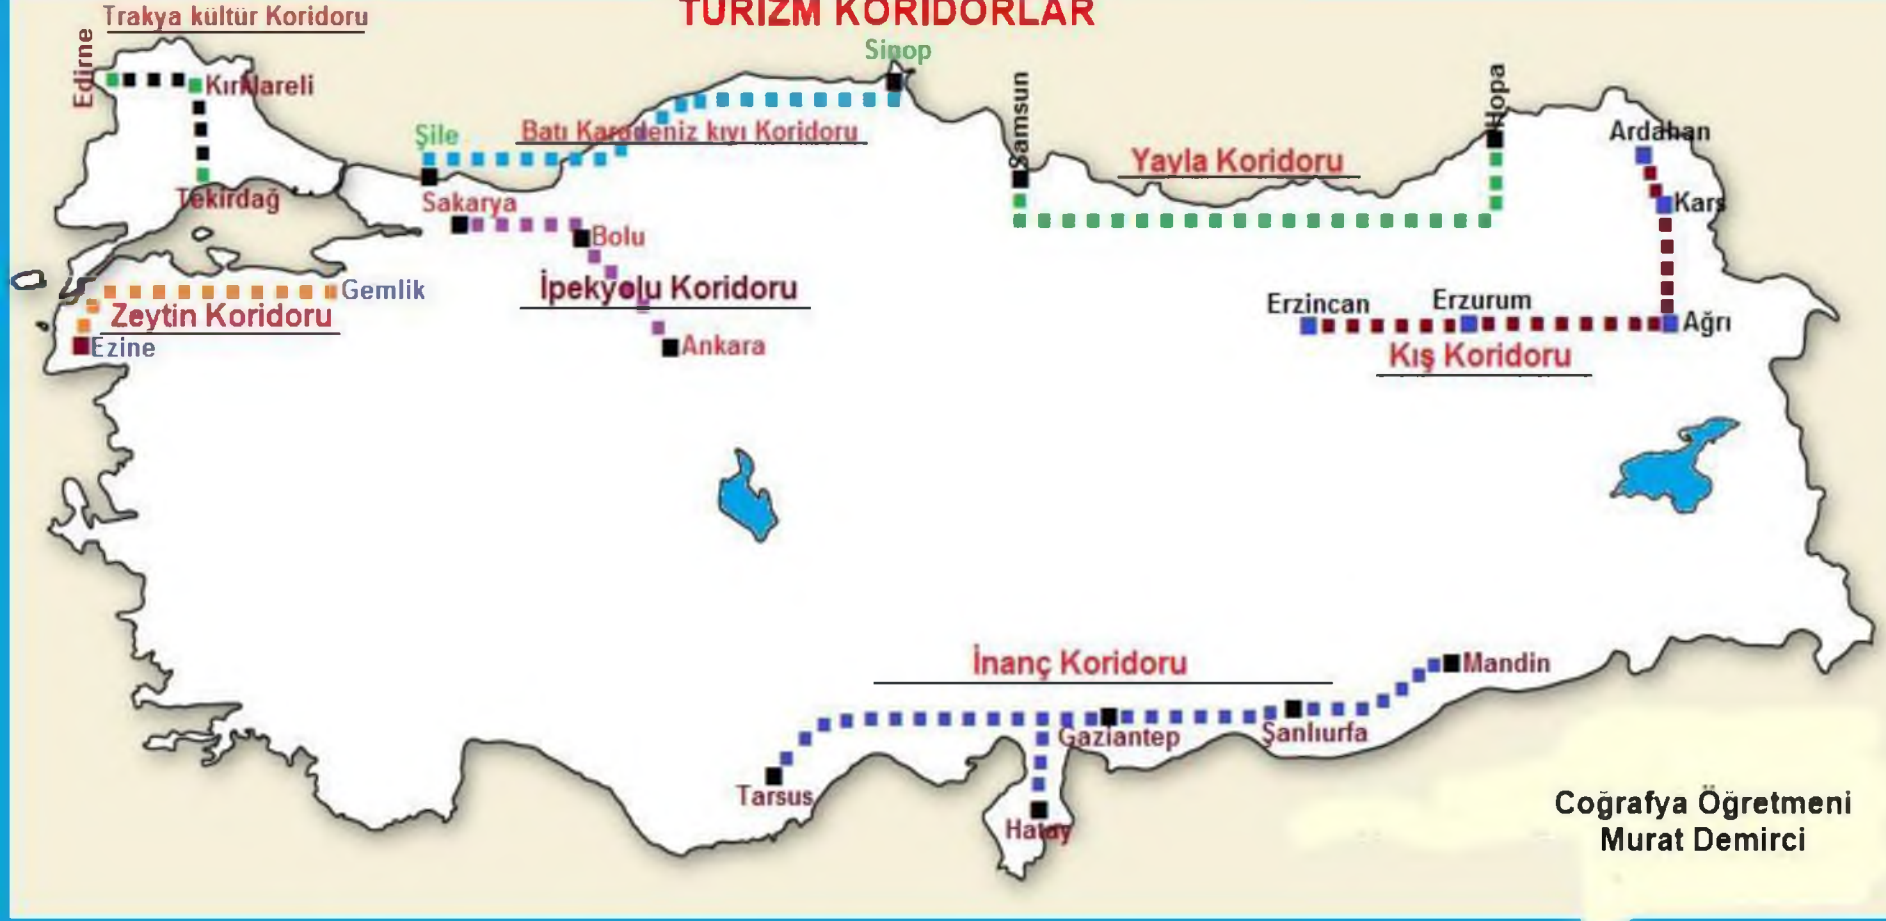 TURİZM KORİDORLAR
Trakya kültür Koridoru
Edirne
Kırklareli
Tekirdağ
Sinop
Şile
Batı Karadeniz kıyı Koridoru
Sakarya
Bolu
İpekyolu Koridoru
Ankara
Gemlik
Zeytin Koridoru
Ezine
Samsun
Yayla Koridoru
Hopa
Ardahan
Kars
Erzincan
Erzurum
Ağrı
Kış Koridoru
İnanç Koridoru
Mandin
Gaziantep
Şanlıurfa
Tarsus
Hatay
Coğrafya Öğretmeni
Murat Demirci